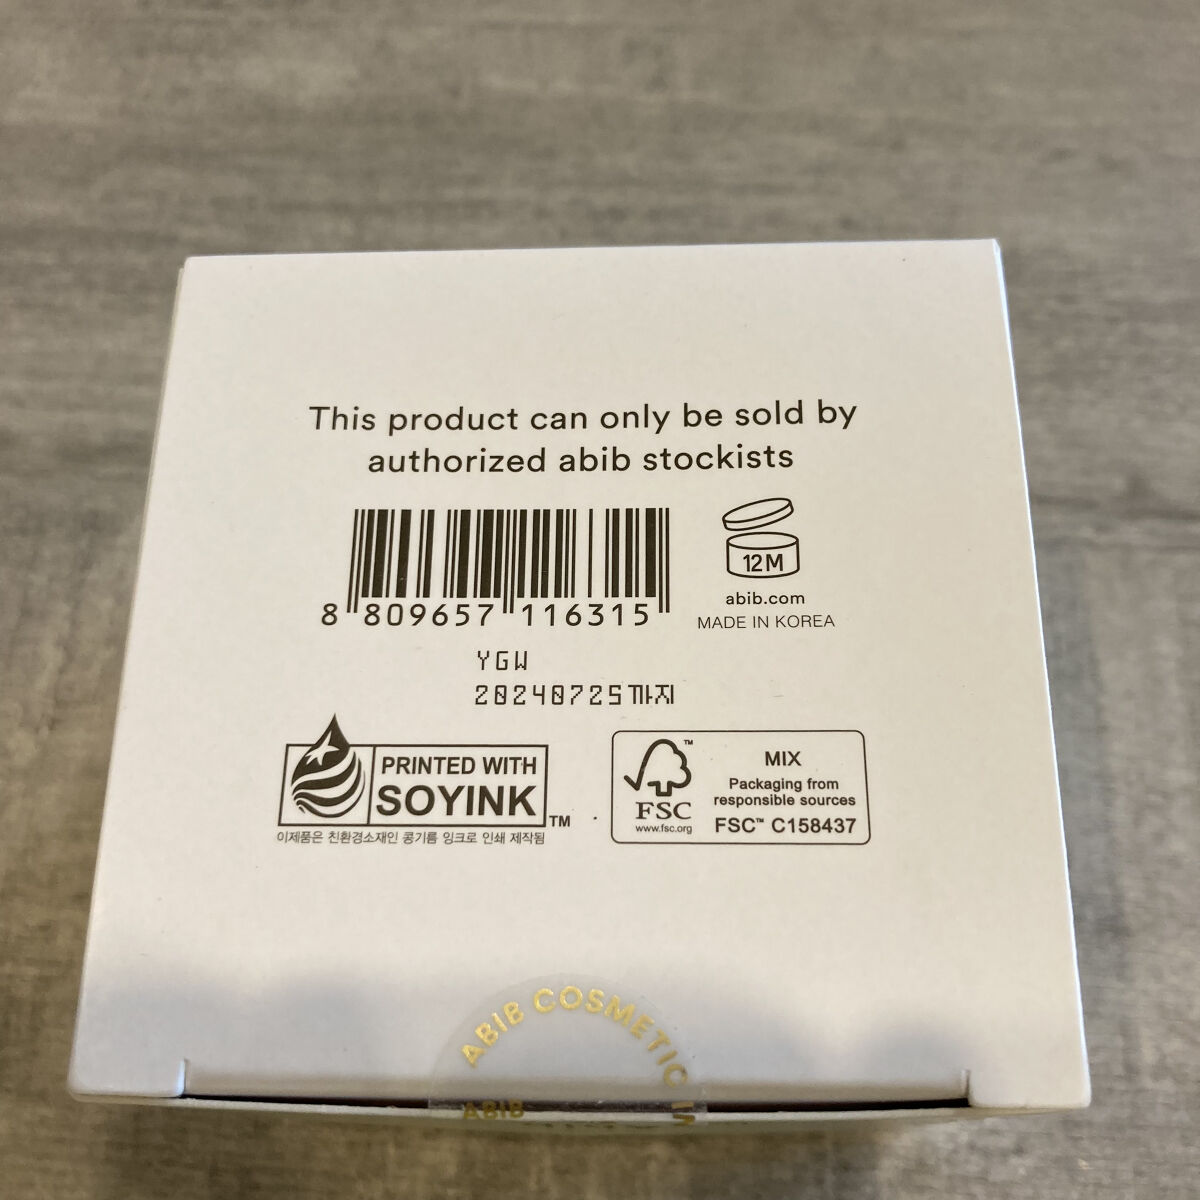 This product can only be sold by
authorized abib stockists
12M
8 809657 116315
abib.com
MADE IN KOREA
YGW
20240725까지
PRINTED WITH
SOYINK TM
이제품은 친환경소재인 콩기름 잉크로 인쇄 제작됨
FSC
www.fsc.org
MIX
Packaging from
responsible sources
FSC™ C158437
ABIB COSMETIC
ABIB